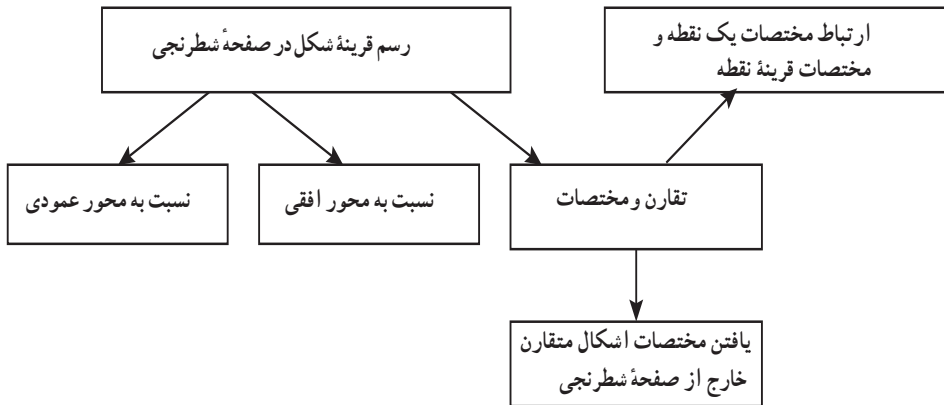 رسم قرینهٔ شکل در صفحهٔ شطرنجی
ارتباط مختصات یک نقطه و
مختصات قرینهٔ نقطه
نسبت به محور عمودی
نسبت به محور افقی
تقارن و مختصات
یافتن مختصات اشکال متقارن
خارج از صفحهٔ شطرنجی